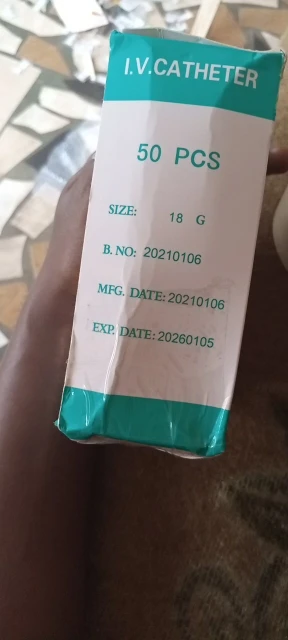 I.V.CATHETER
50 PCS
SIZE: 18 G
B. NO: 20210106
MFG. DATE: 20210106
EXP. DATE: 20260105